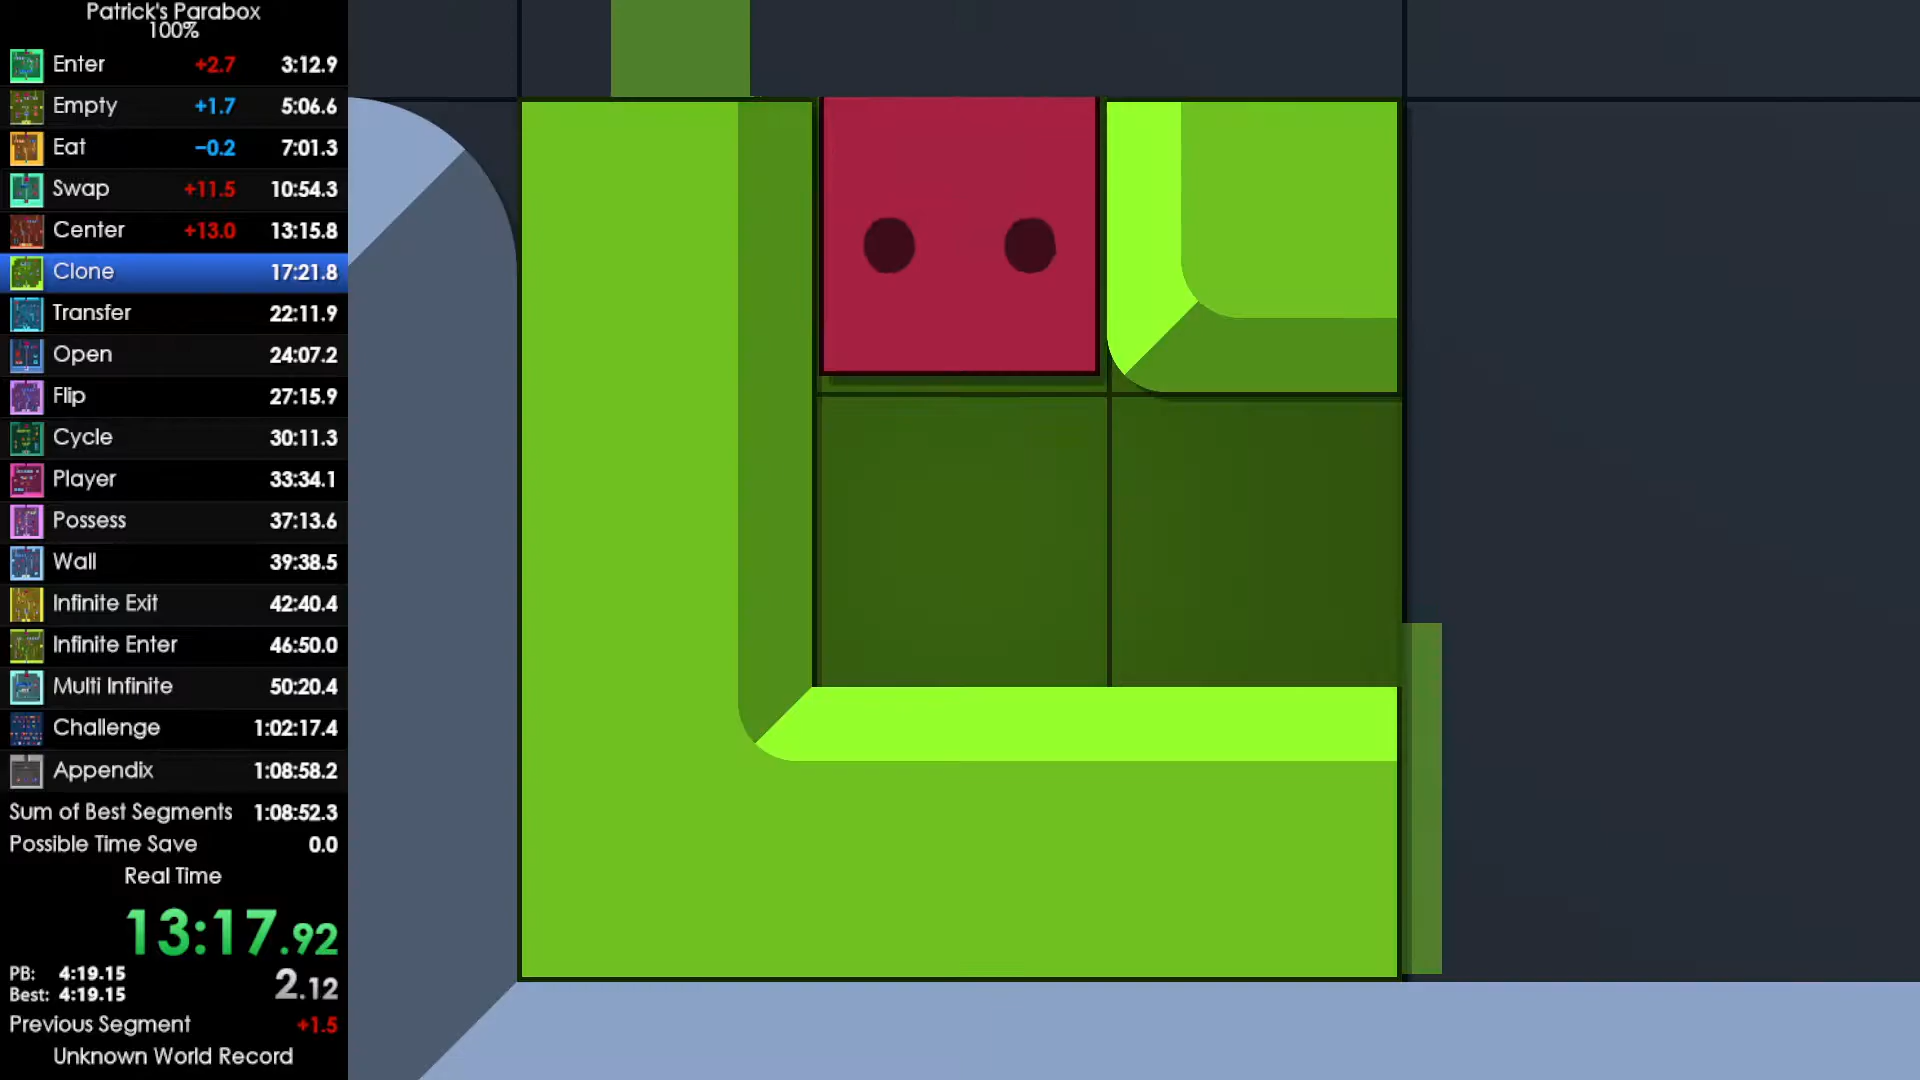 Patrick's Parabox
100%
Enter +2.7 3:12.9
Empty +1.7 5:06.6
Eat −0.2 7:01.3
Swap +11.5 10:54.3
Center +13.0 13:15.8
Clone 17:21.8
Transfer 22:11.9
Open 24:07.2
Flip 27:15.9
Cycle 30:11.3
Player 33:34.1
Possess 37:13.6
Wall 39:38.5
Infinite Exit 42:40.4
Infinite Enter 46:50.0
Multi Infinite 50:20.4
Challenge 1:02:17.4
Appendix 1:08:58.2
Sum of Best Segments 1:08:52.3
Possible Time Save 0.0
Real Time
13:17.92
PB: 4:19.15
Best: 4:19.15
2.12
Previous Segment +1.5
Unknown World Record